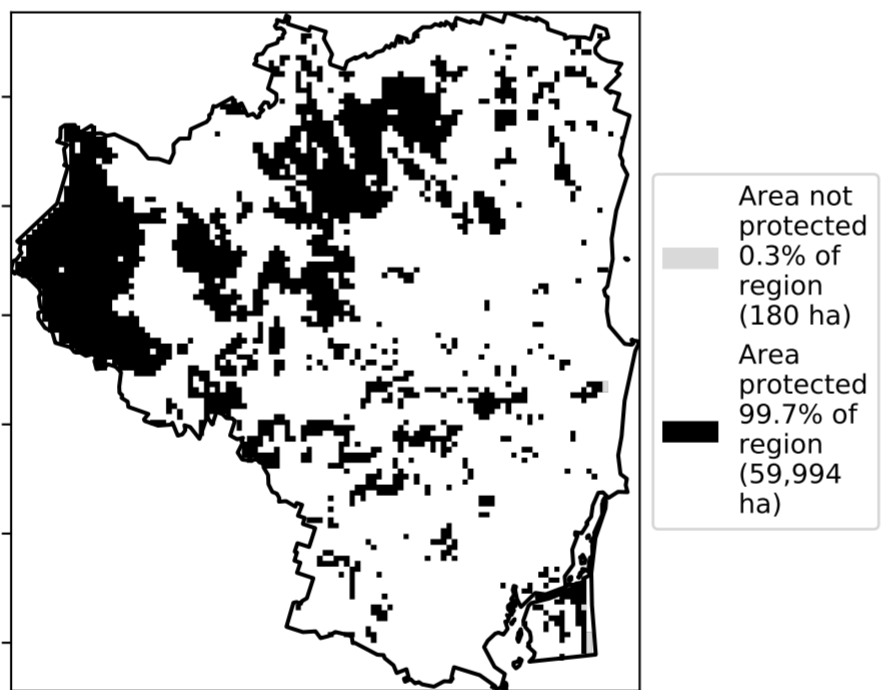 Area not
protected
0.3% of
region
(180 ha)
Area
protected
99.7% of
region
(59,994
ha)